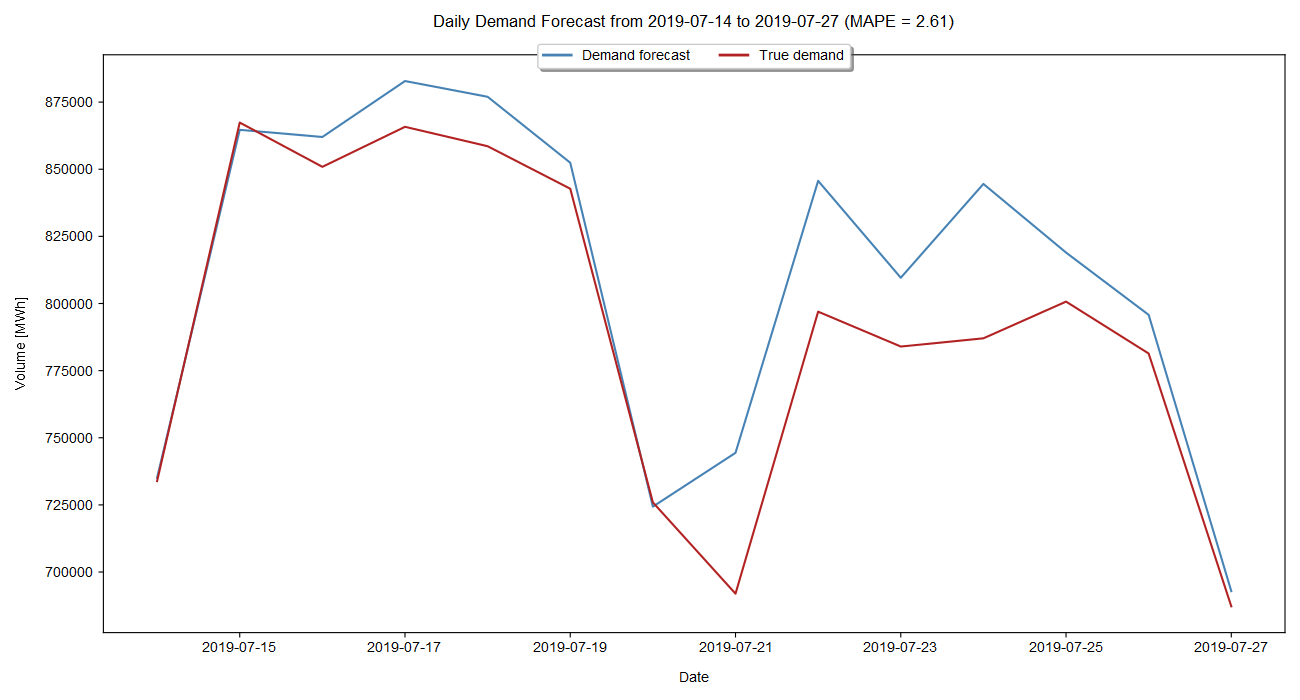 Daily Demand Forecast from 2019-07-14 to 2019-07-27 (MAPE = 2.61)
Demand forecast True demand
875000
850000
825000
800000
775000
750000
725000
700000
Volume [MWh]
2019-07-15 2019-07-17 2019-07-19 2019-07-21 2019-07-23 2019-07-25 2019-07-27
Date